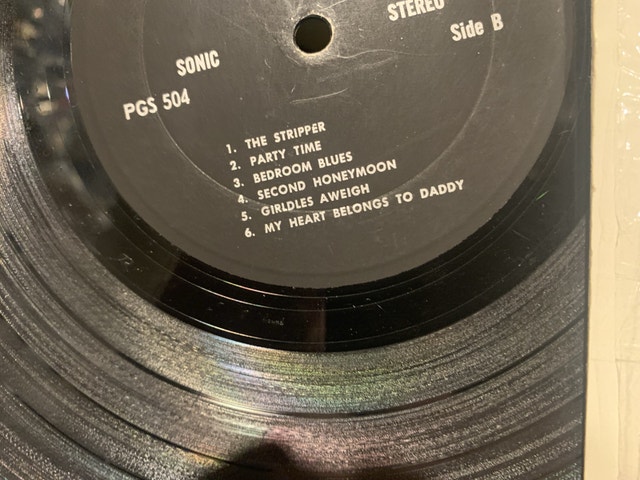 STEREO
Side B
SONIC
PGS 504
1. THE STRIPPER
2. PARTY TIME
3. BEDROOM BLUES
4. SECOND HONEYMOON
5. GIRLDLES AWEIGH
6. MY HEART BELONGS TO DADDY